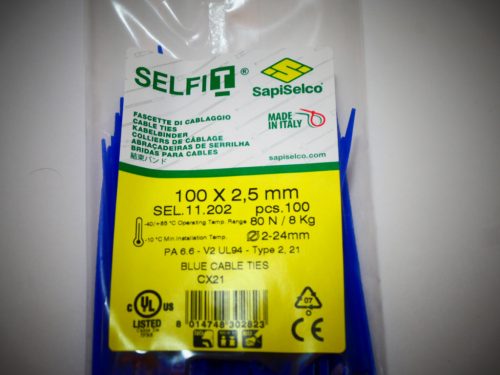 SELFIT®
SapiSelco®
FASCETTE DI CABLAGGIO
CABLE TIES
KABELBINDER
COLLIERS DE CÂBLAGE
ABRAÇADEIRAS DE SERRILHA
BRIDAS PARA CABLES
結束バンド
MADE
IN ITALY
sapiselco.com
100 X 2,5 mm
SEL.11.202 pcs.100
-40/+85 °C Operating Temp. Range 80 N / 8 Kg
-10 °C Min.Installation Temp. Ø 2-24mm
PA 6.6 - V2 UL94 - Type 2, 21
BLUE CABLE TIES
CX21
C UL US
LISTED
07
8 014748 302823